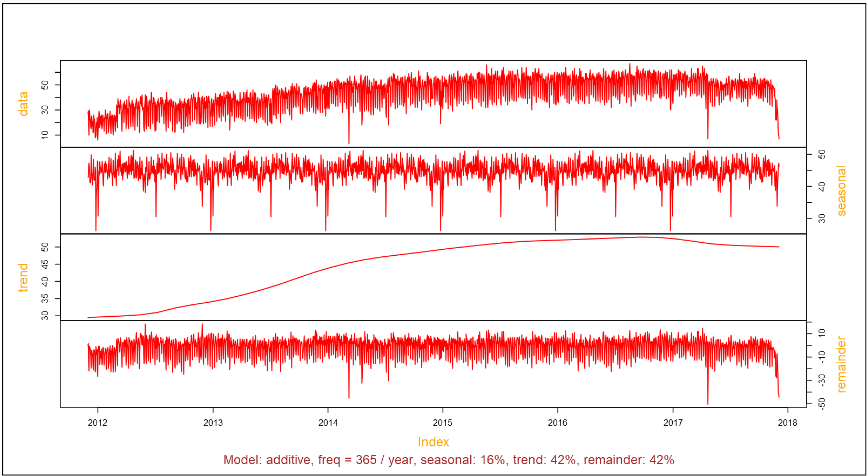 data
50
30
10
50
40
30
seasonal
trend
50
45
40
35
30
10
-10
-30
-50
remainder
2012 2013 2014 2015 2016 2017 2018
Index
Model: additive, freq = 365 / year, seasonal: 16%, trend: 42%, remainder: 42%